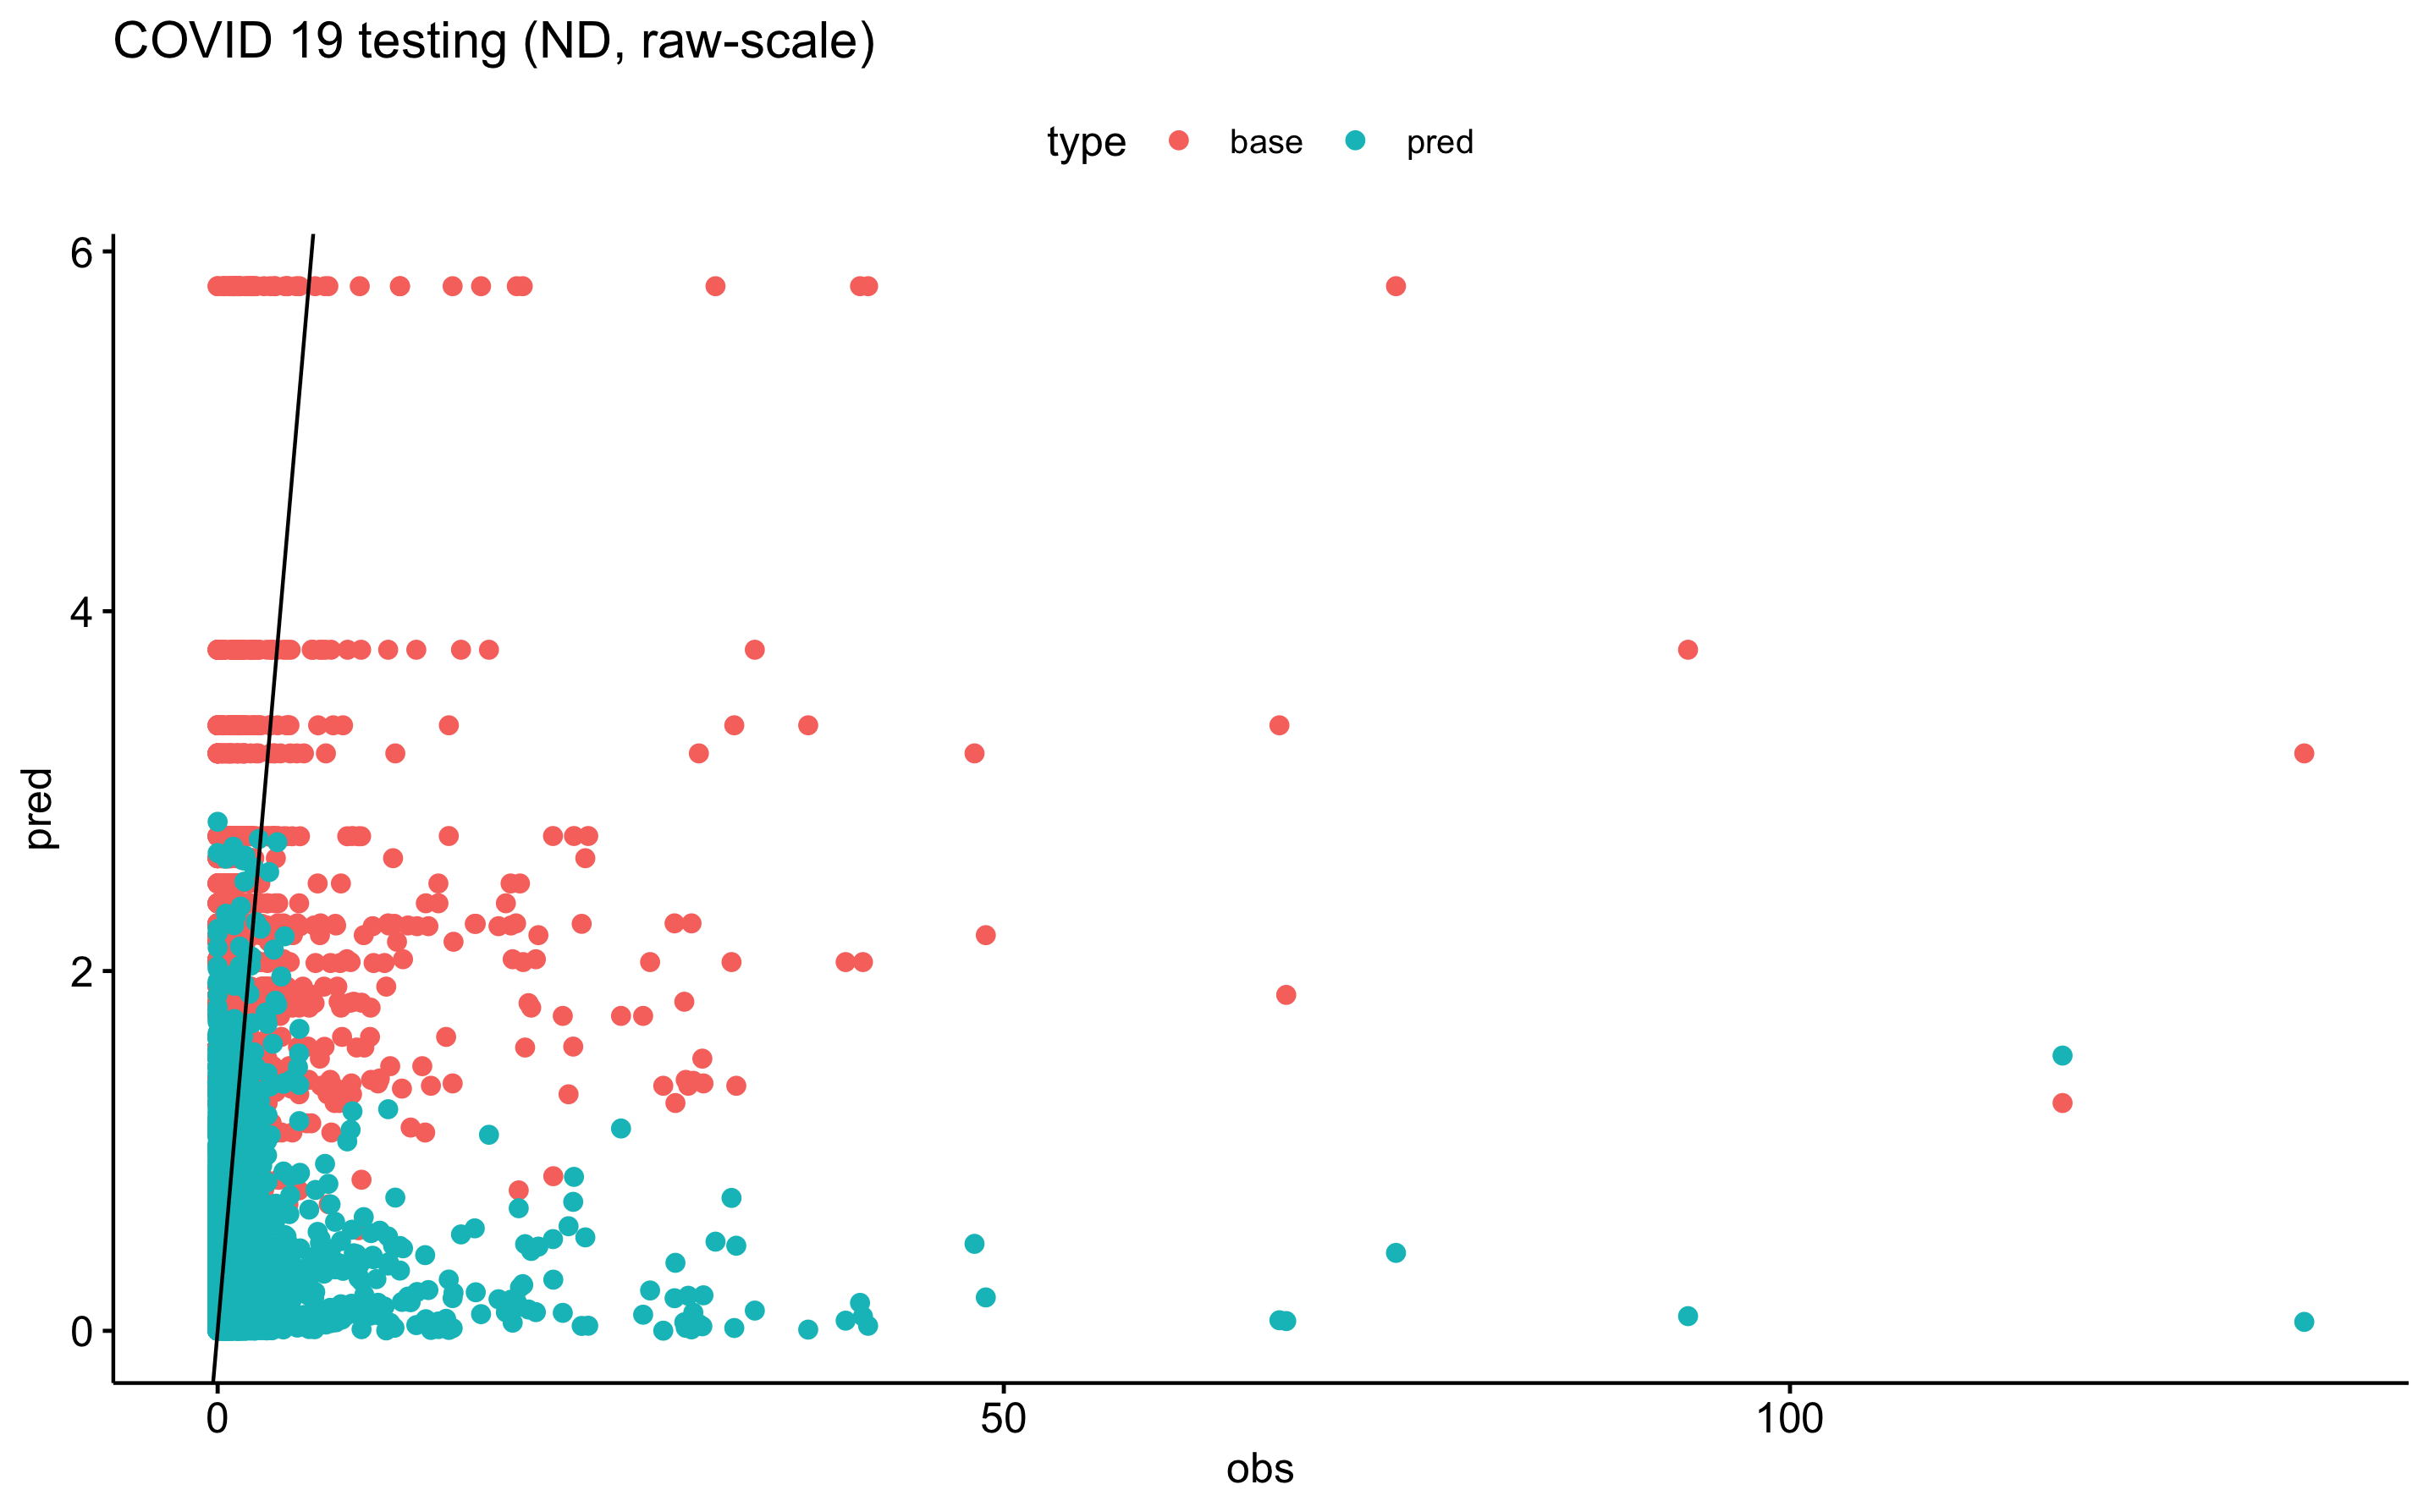 COVID 19 testing (ND, raw-scale)
type base pred
6
4
2
0
pred
0 50 100
obs